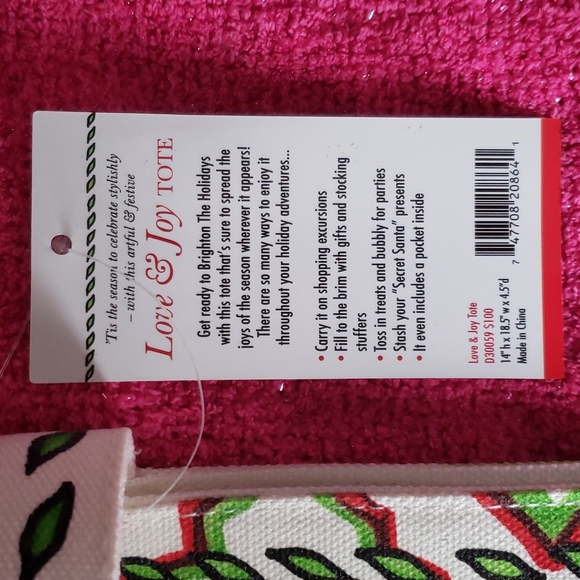 'Tis the season to celebrate stylishly
– with this artful & festive
Love & Joy TOTE
Get ready to Brighton The Holidays
with this tote that's sure to spread the
joys of the season wherever it appears!
There are so many ways to enjoy it
throughout your holiday adventures...
• Carry it on shopping excursions
• Fill to the brim with gifts and stocking
stuffers
• Toss in treats and bubbly for parties
• Stash your "Secret Santa" presents
• It even includes a pocket inside
Love & Joy Tote
D30059 $100
14"h x 18.5"w x 4.5"d
Made in China
7 47708 20864 1